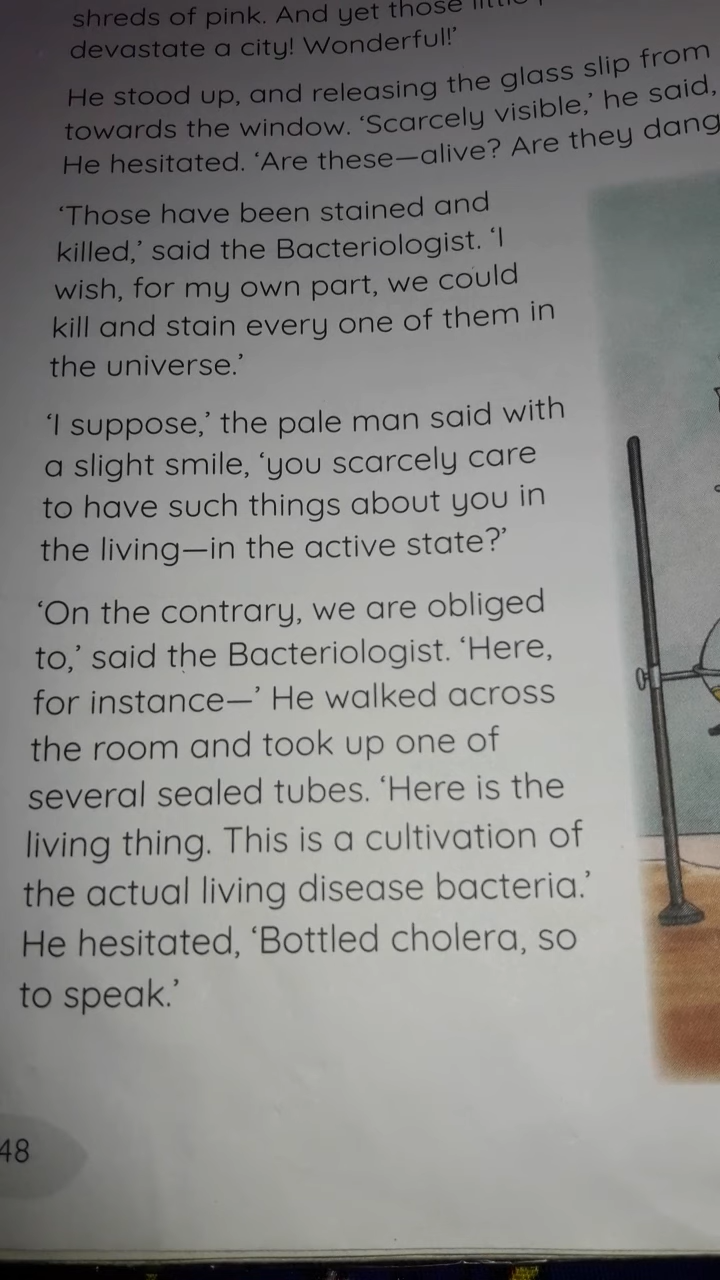 shreds of pink. And yet those
devastate a city! Wonderful!’
He stood up, and releasing the glass slip from
towards the window. ‘Scarcely visible,’ he said,
He hesitated. ‘Are these—alive? Are they dang
‘Those have been stained and
killed,’ said the Bacteriologist. ‘I
wish, for my own part, we could
kill and stain every one of them in
the universe.’
‘I suppose,’ the pale man said with
a slight smile, ‘you scarcely care
to have such things about you in
the living—in the active state?’
‘On the contrary, we are obliged
to,’ said the Bacteriologist. ‘Here,
for instance—’ He walked across
the room and took up one of
several sealed tubes. ‘Here is the
living thing. This is a cultivation of
the actual living disease bacteria.’
He hesitated, ‘Bottled cholera, so
to speak.’
48